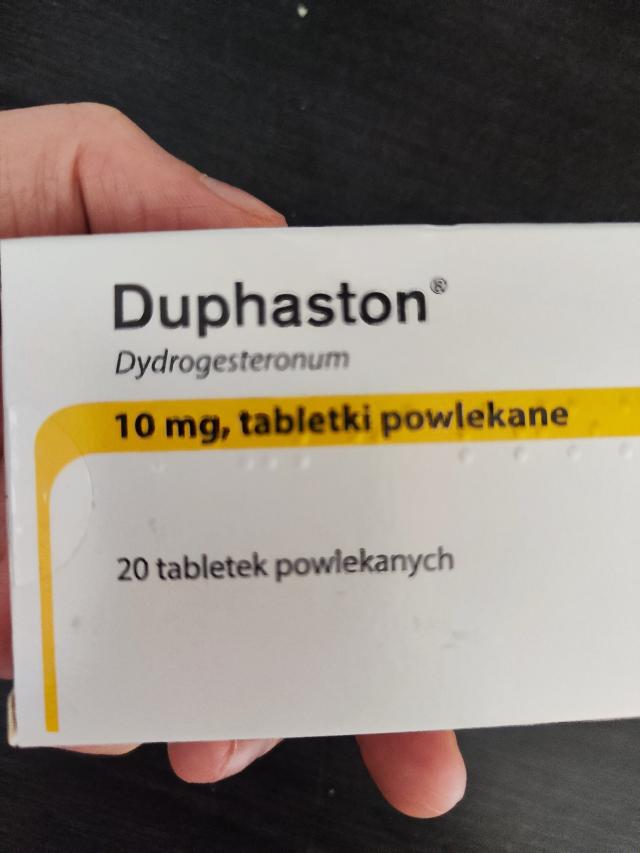 Duphaston®
Dydrogesteronum
10 mg, tabletki powlekane
20 tabletek powlekanych